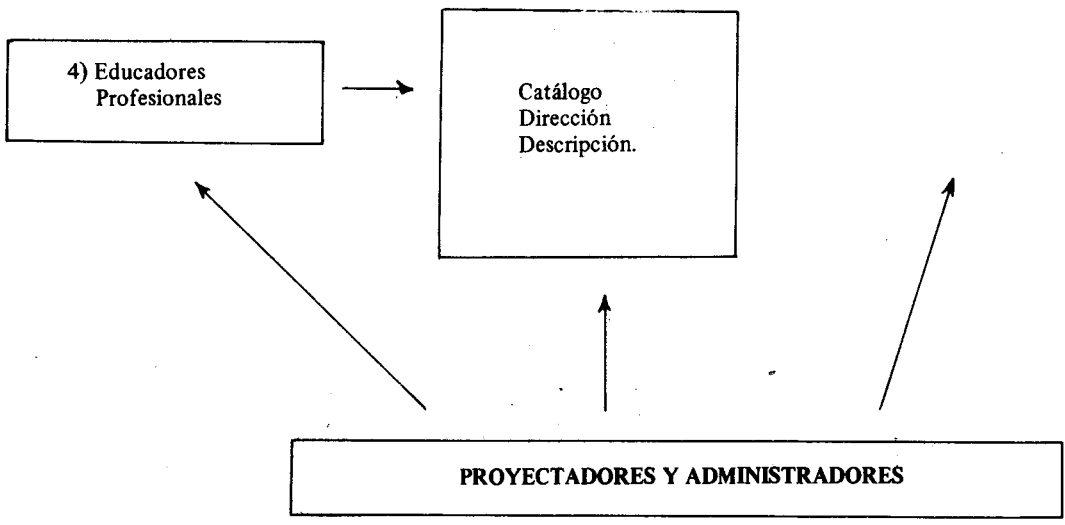 4) Educadores
Profesionales
Catálogo
Dirección
Descripción.
PROYECTADORES Y ADMINISTRADORES